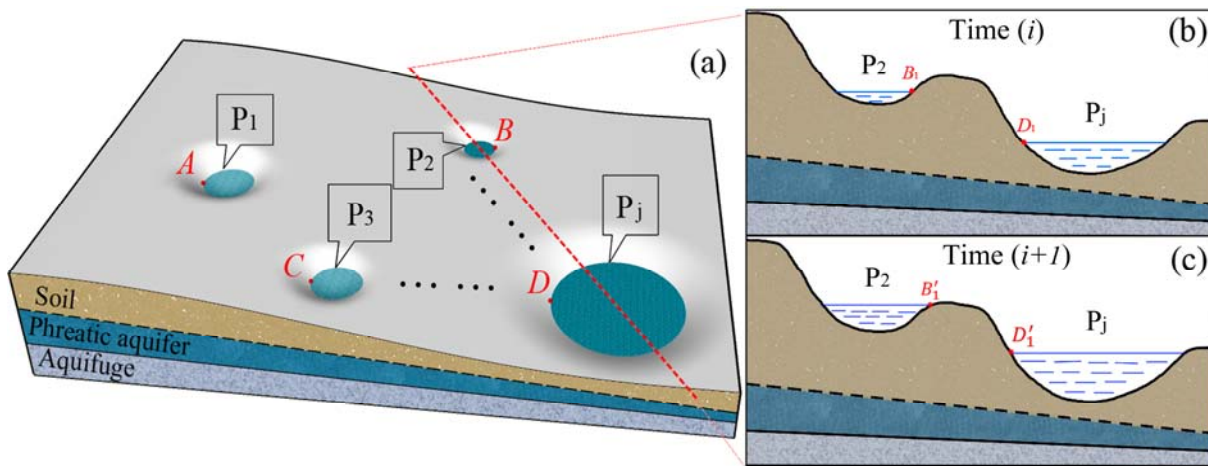 (a)
P1
A
P2
B
P3
C
Pj
D
Soil
Phreatic aquifer
Aquifuge
Time (i)
(b)
P2
B1
D1
Pj
Time (i+1)
(c)
P2
B′1
D′1
Pj